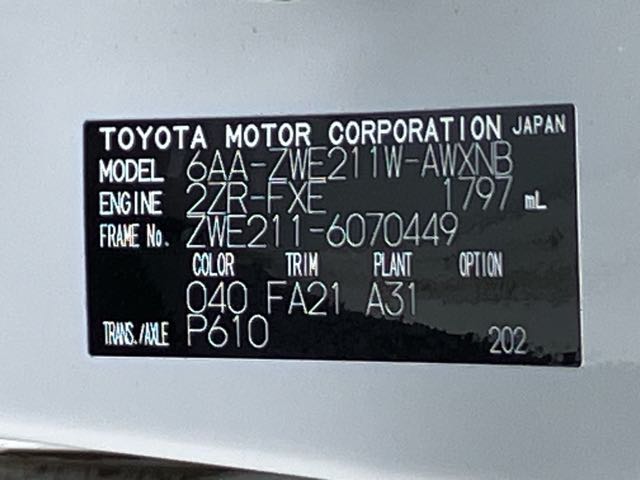 TOYOTA MOTOR CORPORATION JAPAN
MODEL 6AA-ZWE211W-AWXNB
ENGINE 2ZR-FXE 1797 mL
FRAME No. ZWE211-6070449
COLOR TRIM PLANT OPTION
040 FA21 A31
TRANS./AXLE P610 202